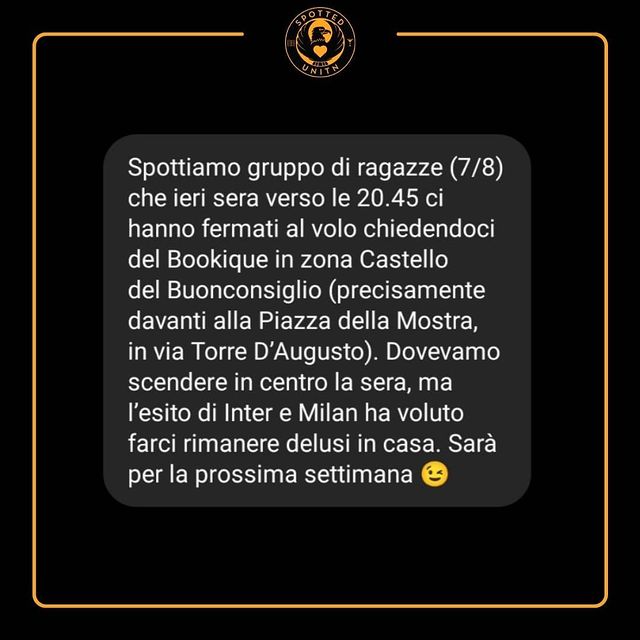 SPOTTED
UNITN
Spottiamo gruppo di ragazze (7/8)
che ieri sera verso le 20.45 ci
hanno fermati al volo chiedendoci
del Bookique in zona Castello
del Buonconsiglio (precisamente
davanti alla Piazza della Mostra,
in via Torre D’Augusto). Dovevamo
scendere in centro la sera, ma
l’esito di Inter e Milan ha voluto
farci rimanere delusi in casa. Sarà
per la prossima settimana 😉